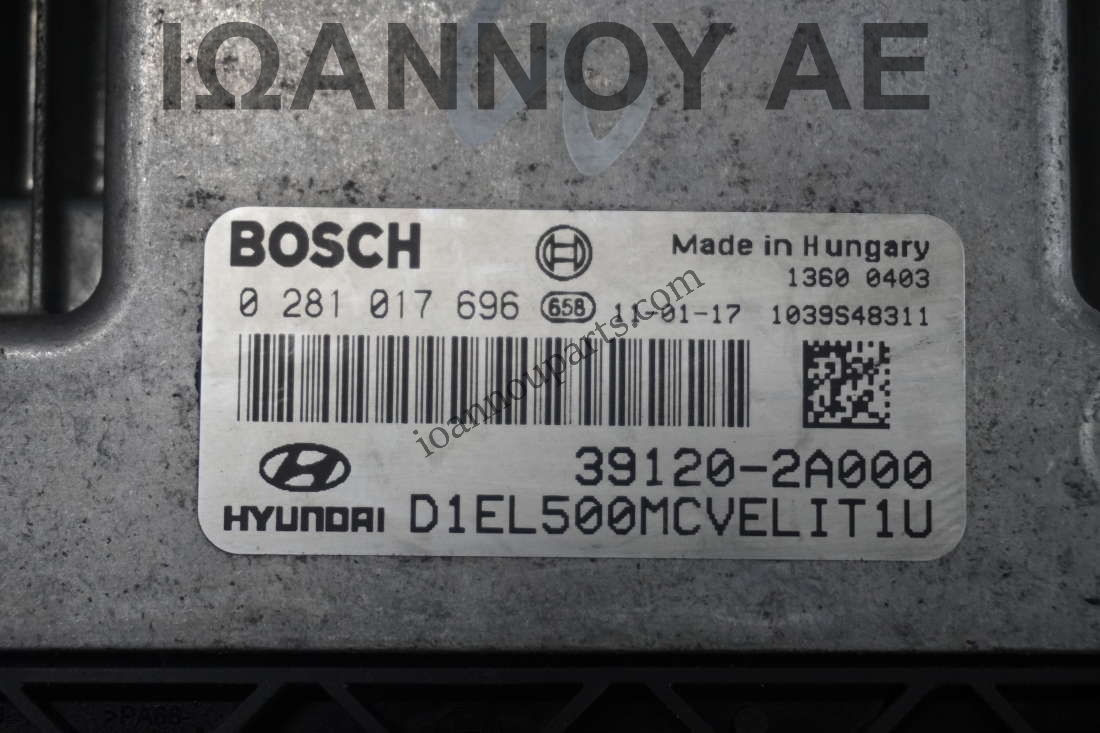 ΙΩΑΝΝΟΥ ΑΕ
BOSCH Made in Hungary
1360 0403
0 281 017 696 658 11-01-17 1039S48311
ioannouparts.com
39120-2A000
HYUNDAI D1EL500MCVELIT1U
>PA66-